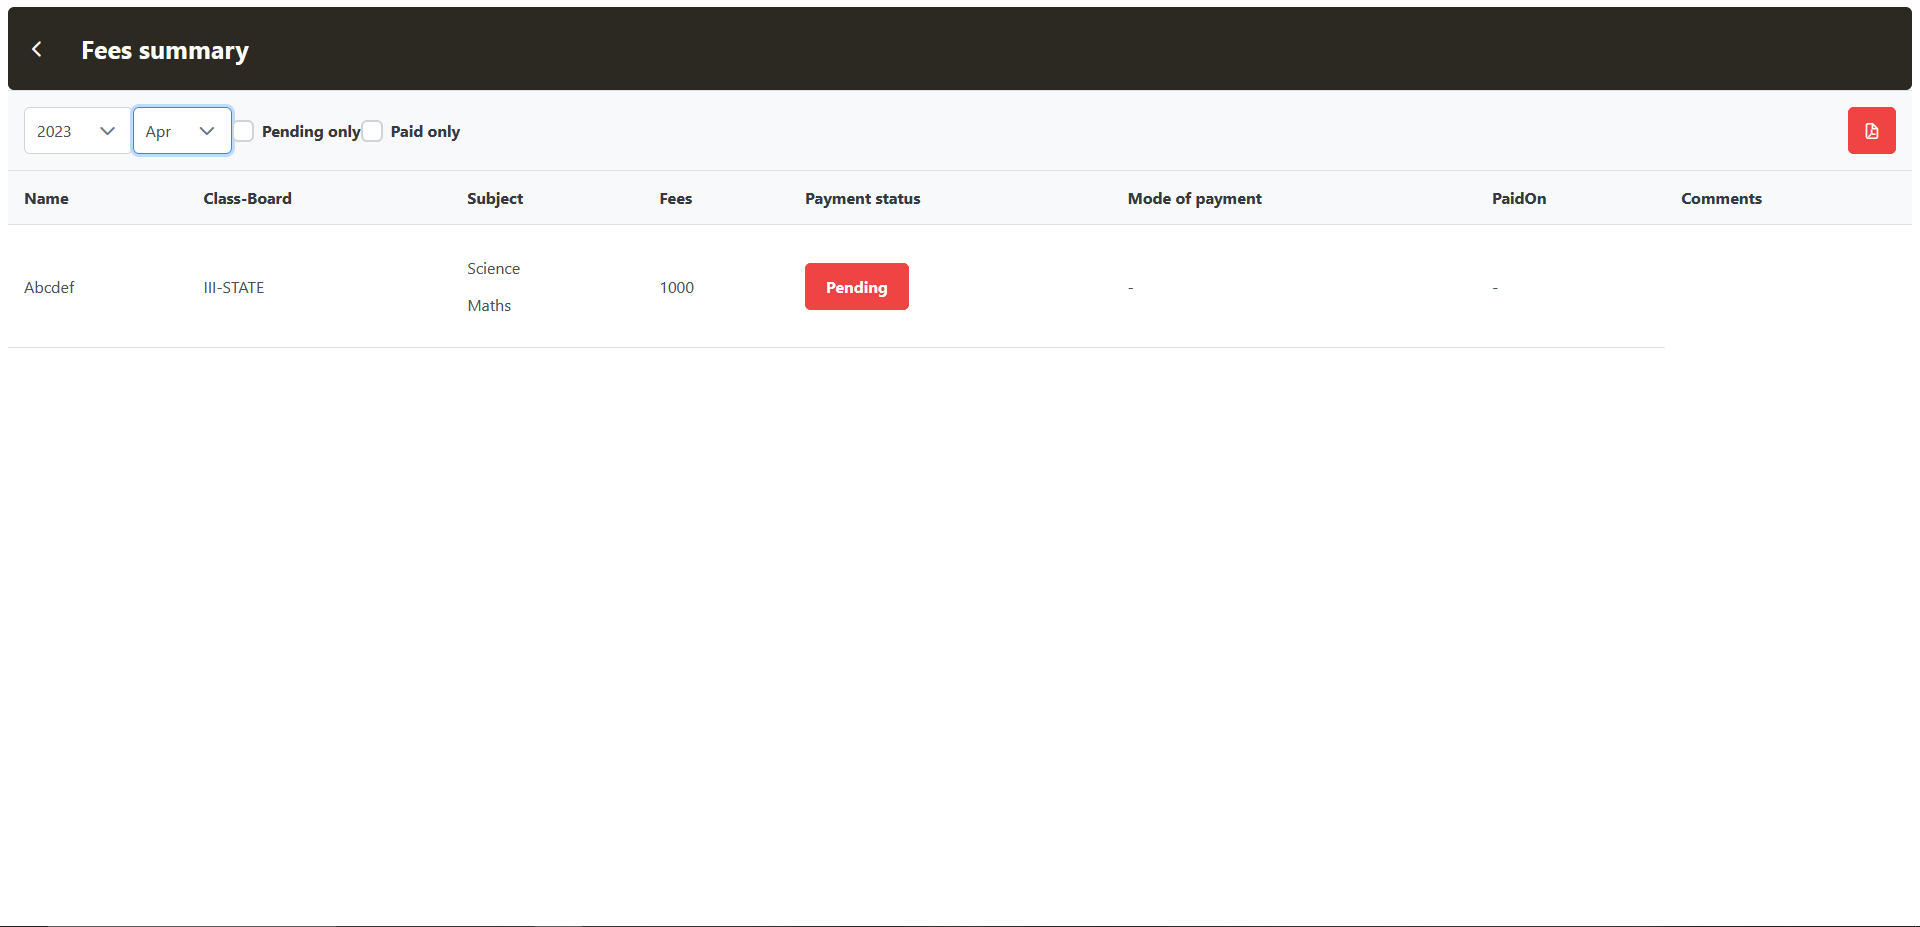 Fees summary
2023 Apr Pending only Paid only
Name Class-Board Subject Fees Payment status Mode of payment PaidOn Comments
Science
Abcdef III-STATE 1000 Pending - -
Maths